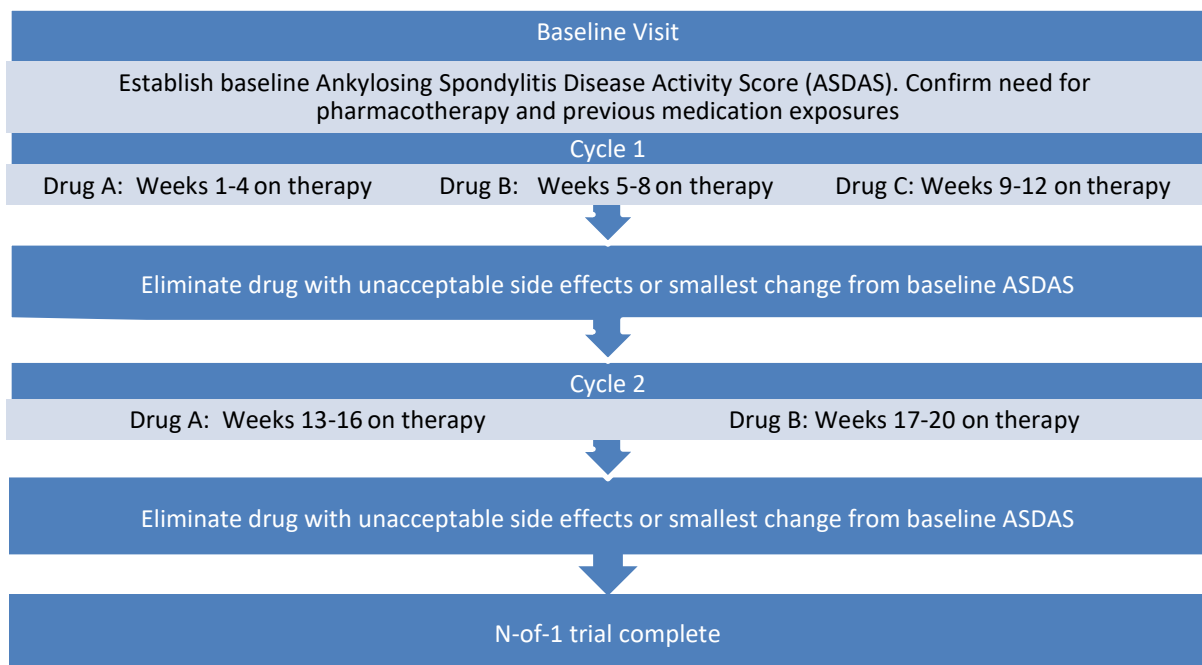 Baseline Visit
Establish baseline Ankylosing Spondylitis Disease Activity Score (ASDAS). Confirm need for
pharmacotherapy and previous medication exposures
Cycle 1
Drug A:  Weeks 1-4 on therapy
Drug B:   Weeks 5-8 on therapy
Drug C: Weeks 9-12 on therapy
Eliminate drug with unacceptable side effects or smallest change from baseline ASDAS
Cycle 2
Drug A:  Weeks 13-16 on therapy
Drug B: Weeks 17-20 on therapy
Eliminate drug with unacceptable side effects or smallest change from baseline ASDAS
N-of-1 trial complete